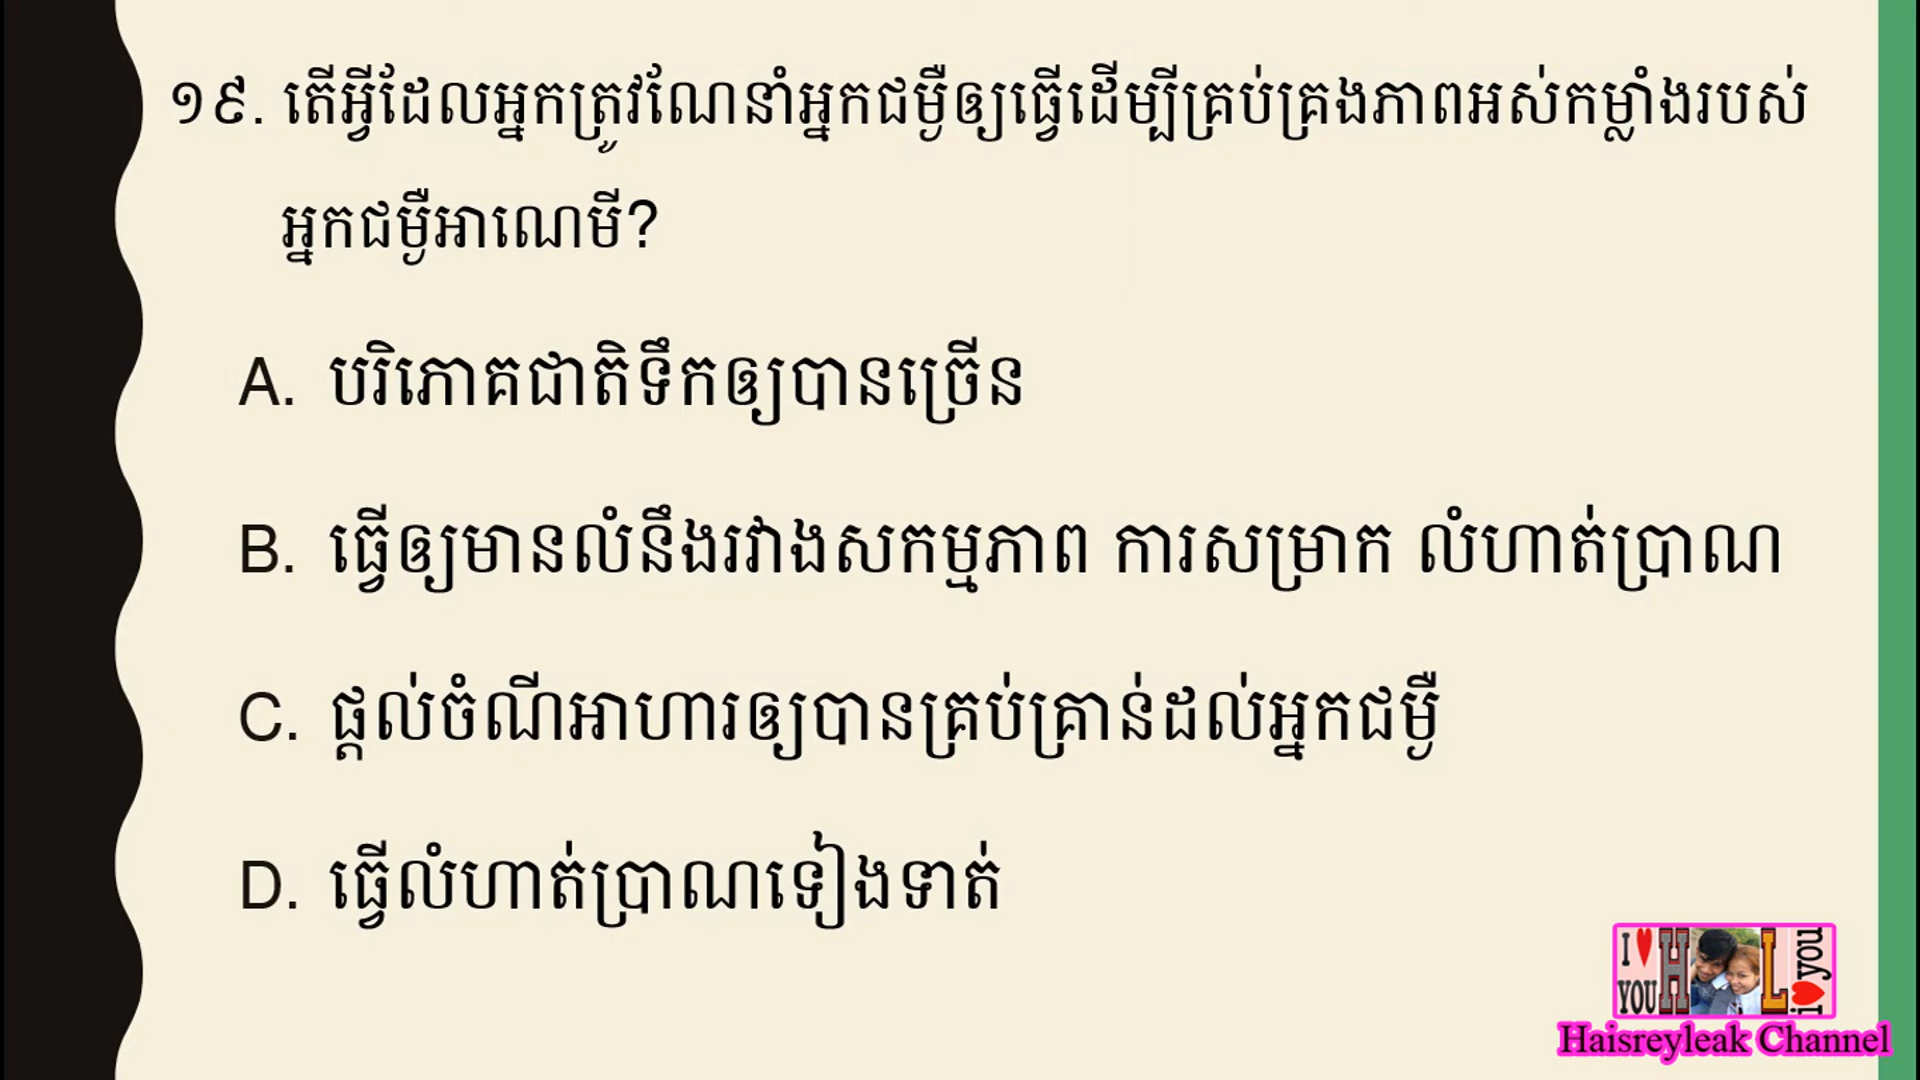 ១៩. តើអ្វីដែលអ្នកត្រូវណែនាំអ្នកជម្ងឺឲ្យធ្វើដើម្បីគ្រប់គ្រងភាពអស់កម្លាំងរបស់
អ្នកជម្ងឺអាណេមី?
A. បរិភោគជាតិទឹកឲ្យបានច្រើន
B. ធ្វើឲ្យមានលំនឹងរវាងសកម្មភាព ការសម្រាក លំហាត់ប្រាណ
C. ផ្តល់ចំណីអាហារឲ្យបានគ្រប់គ្រាន់ដល់អ្នកជម្ងឺ
D. ធ្វើលំហាត់ប្រាណទៀងទាត់
I ♥ YOU H L i ♥ you
Haisreyleak Channel